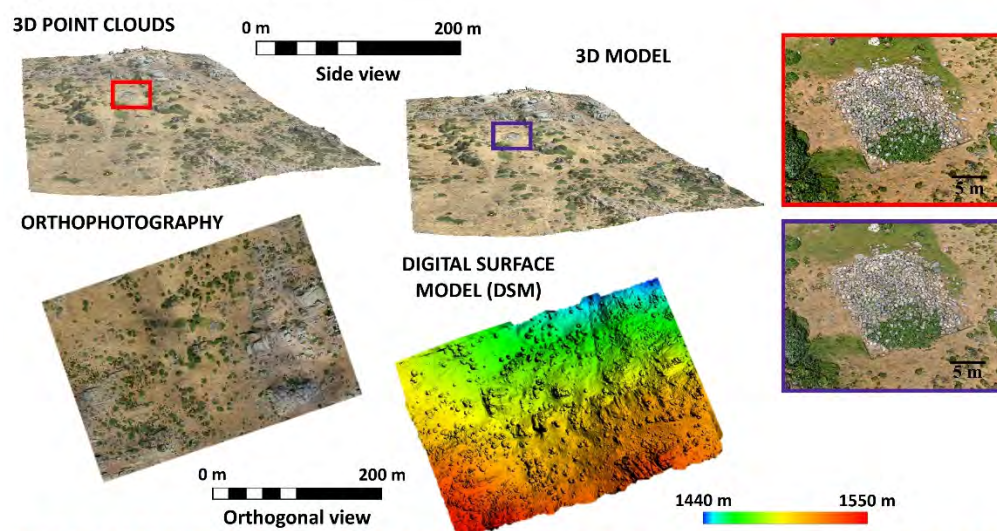 3D POINT CLOUDS
0 m 200 m
Side view
3D MODEL
5 m
ORTHOPHOTOGRAPHY
DIGITAL SURFACE
MODEL (DSM)
5 m
0 m 200 m
Orthogonal view
1440 m 1550 m